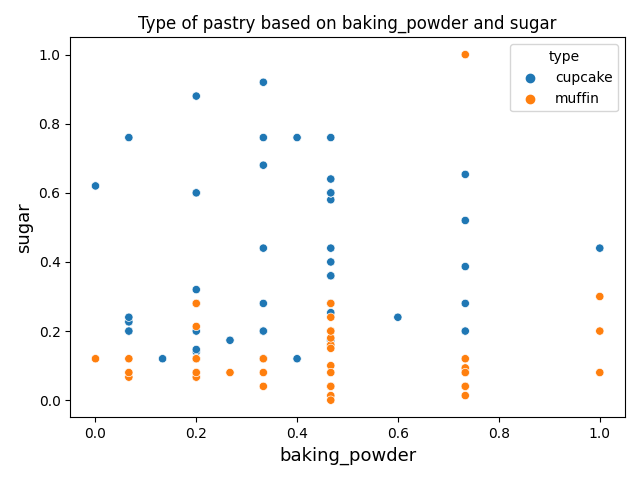 Type of pastry based on baking_powder and sugar
type
cupcake
muffin
1.0
0.8
0.6
0.4
0.2
0.0
sugar
0.0 0.2 0.4 0.6 0.8 1.0
baking_powder